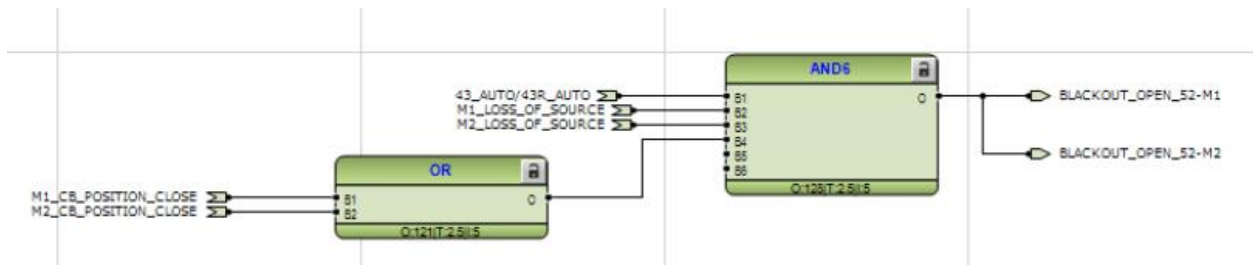 AND6
43_AUTO/43R_AUTO
M1_LOSS_OF_SOURCE
M2_LOSS_OF_SOURCE
B1
B2
B3
B4
B5
B6
O
BLACKOUT_OPEN_52-M1
BLACKOUT_OPEN_52-M2
O:128|T:2.5|I:5
OR
M1_CB_POSITION_CLOSE
M2_CB_POSITION_CLOSE
B1
B2
O
O:121|T:2.5|I:5